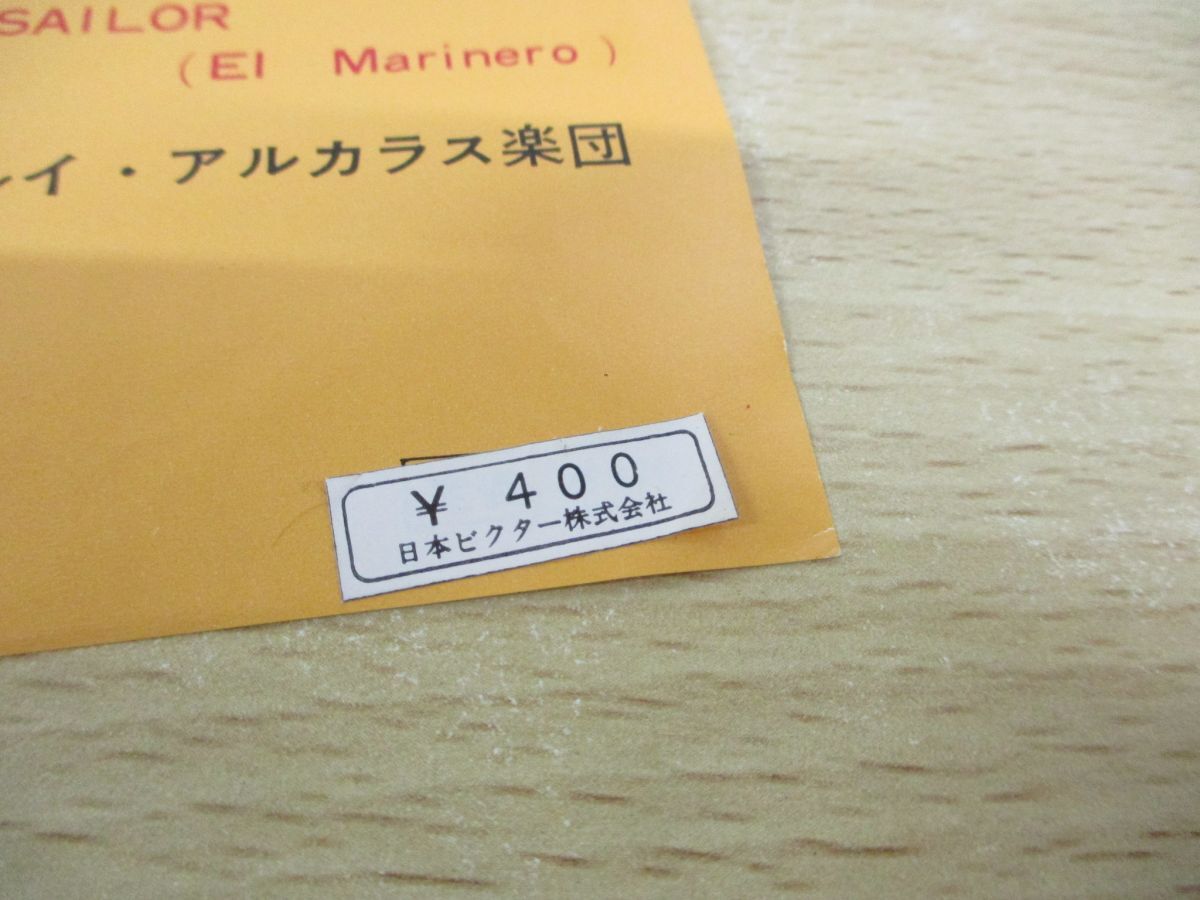 SAILOR
(El Marinero)
ルイ・アルカラス楽団
¥ 400
日本ビクター株式会社